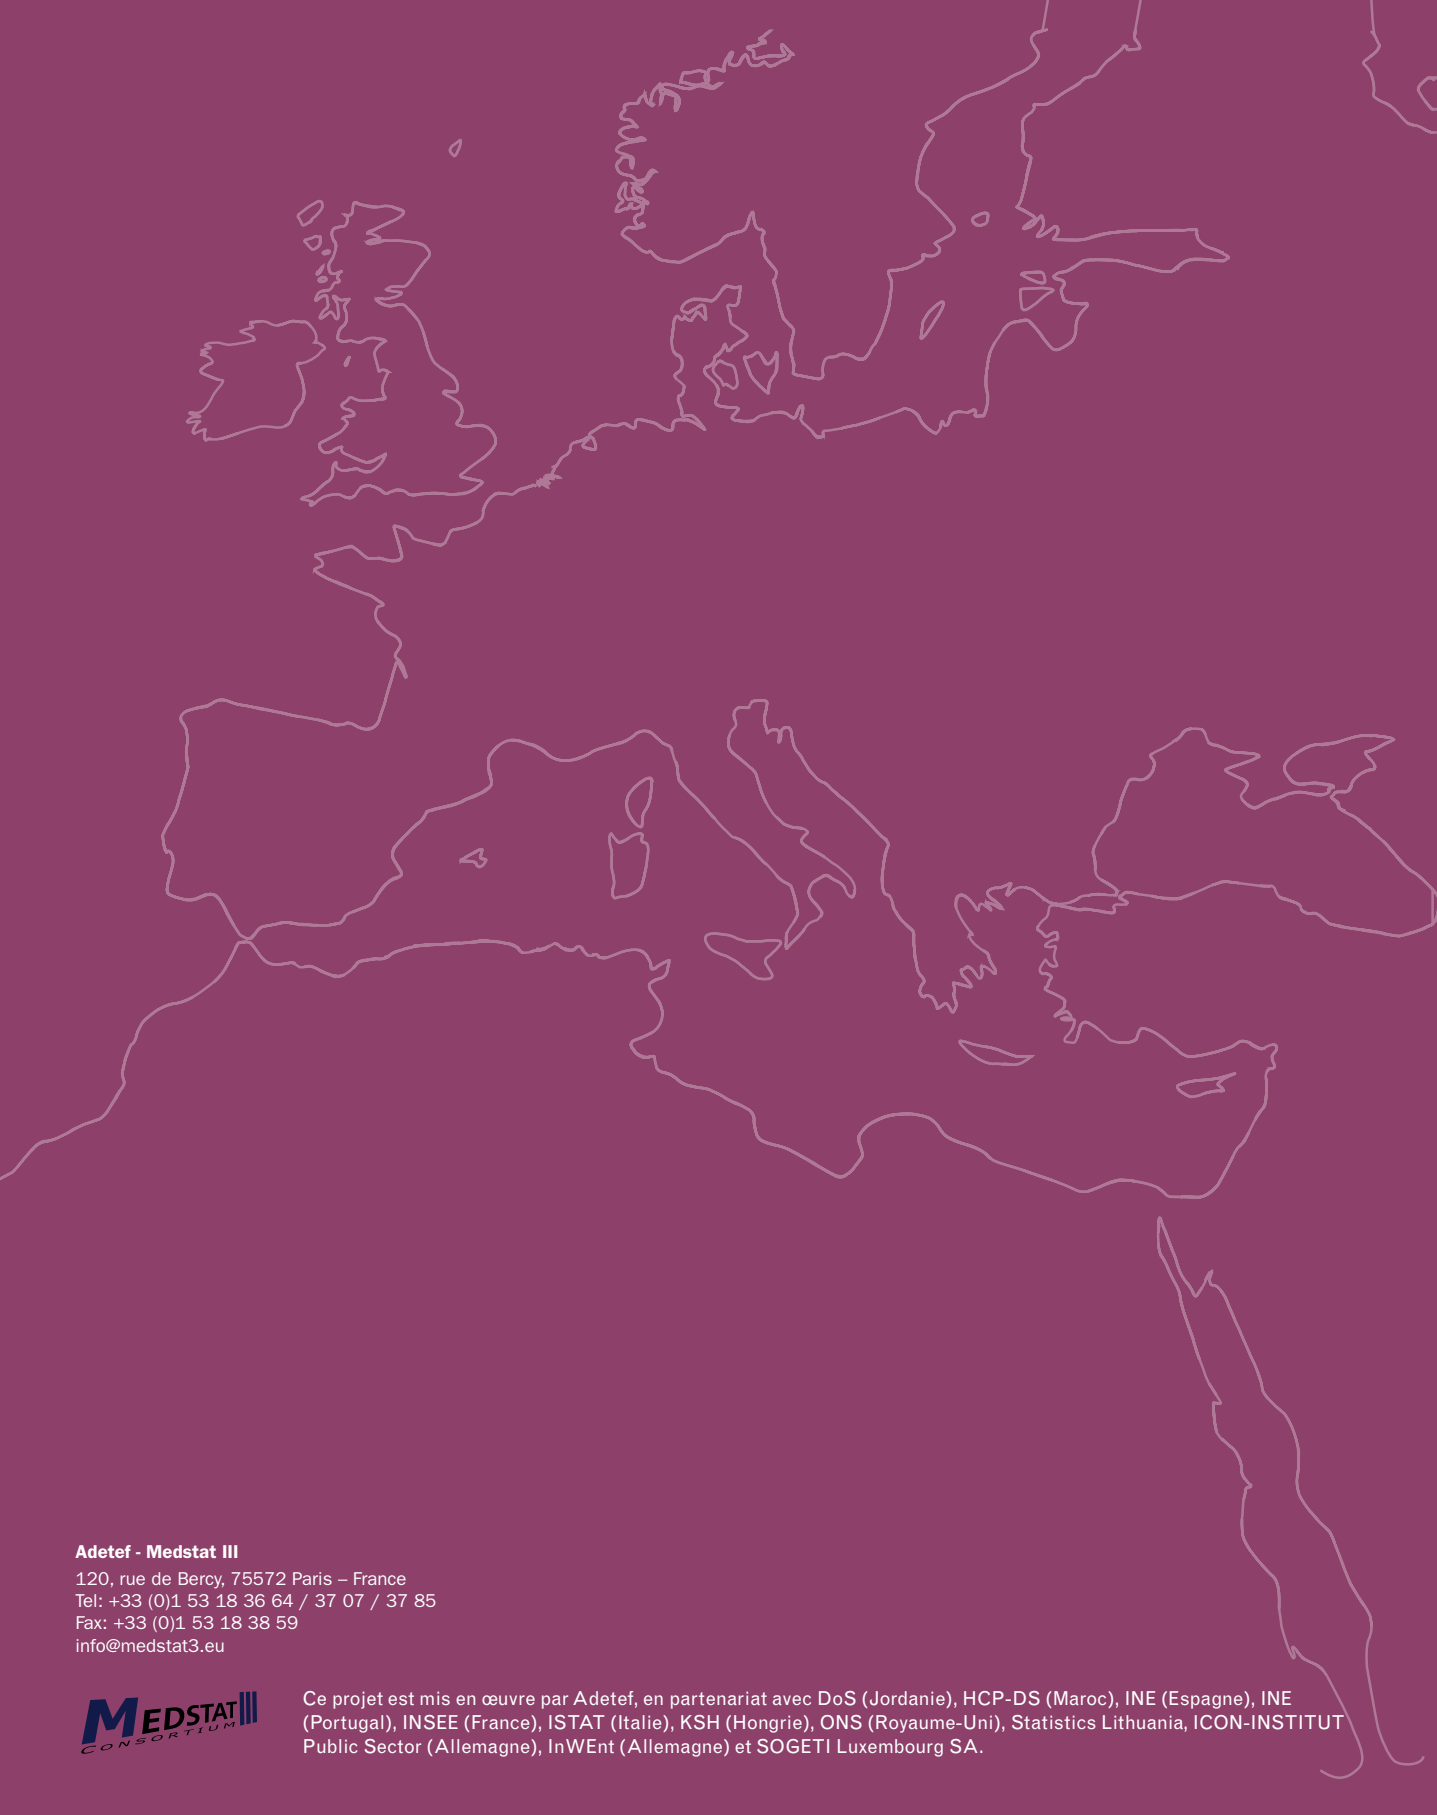 Adetef - Medstat III
120, rue de Bercy, 75572 Paris – France
Tel: +33 (0)1 53 18 36 64 / 37 07 / 37 85
Fax: +33 (0)1 53 18 38 59
info@medstat3.eu
MEDSTAT III
CONSORTIUM
Ce projet est mis en œuvre par Adetef, en partenariat avec DoS (Jordanie), HCP-DS (Maroc), INE (Espagne), INE
(Portugal), INSEE (France), ISTAT (Italie), KSH (Hongrie), ONS (Royaume-Uni), Statistics Lithuania, ICON-INSTITUT
Public Sector (Allemagne), InWEnt (Allemagne) et SOGETI Luxembourg SA.